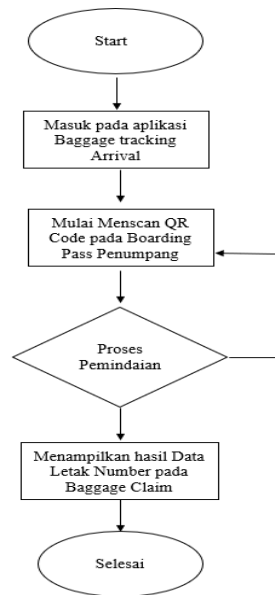 Start
Masuk pada aplikasi
Baggage tracking
Arrival
Mulai Menscan QR
Code pada Boarding
Pass Penumpang
Proses
Pemindaian
Menampilkan hasil Data
Letak Number pada
Baggage Claim
Selesai